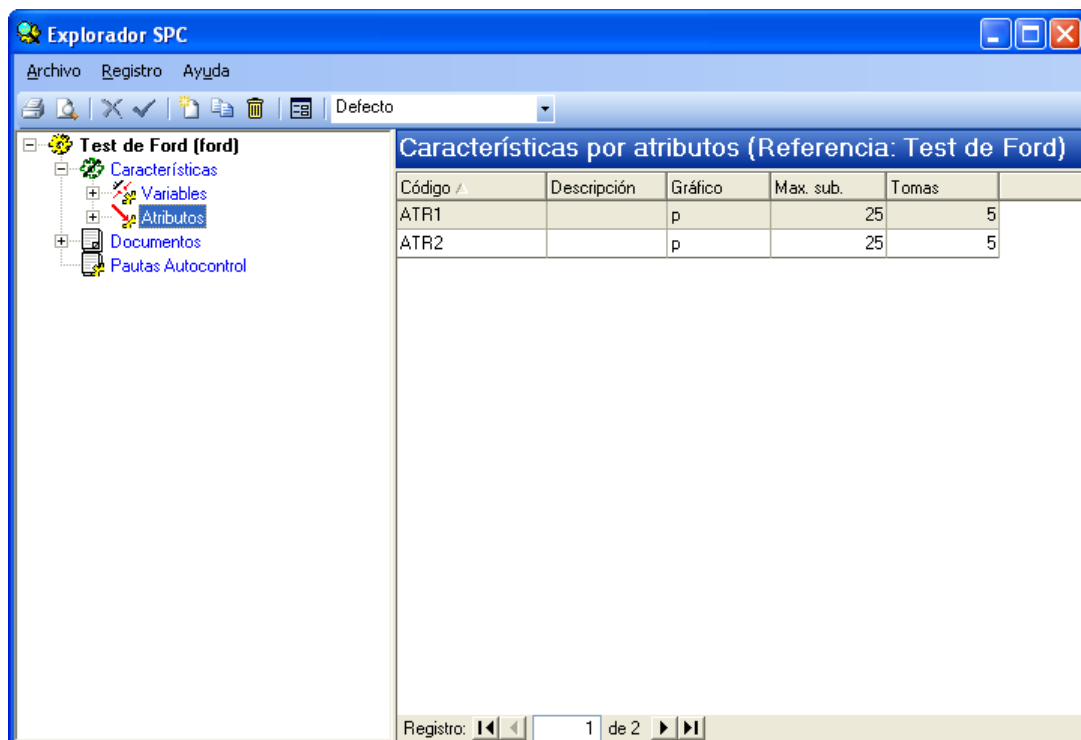 Explorador SPC
Archivo Registro Ayuda
Defecto
Test de Ford (ford)
Características
Variables
Atributos
Documentos
Pautas Autocontrol
Características por atributos (Referencia: Test de Ford)
Código Descripción Gráfico Max. sub. Tomas
ATR1 p 25 5
ATR2 p 25 5
Registro: 1 de 2